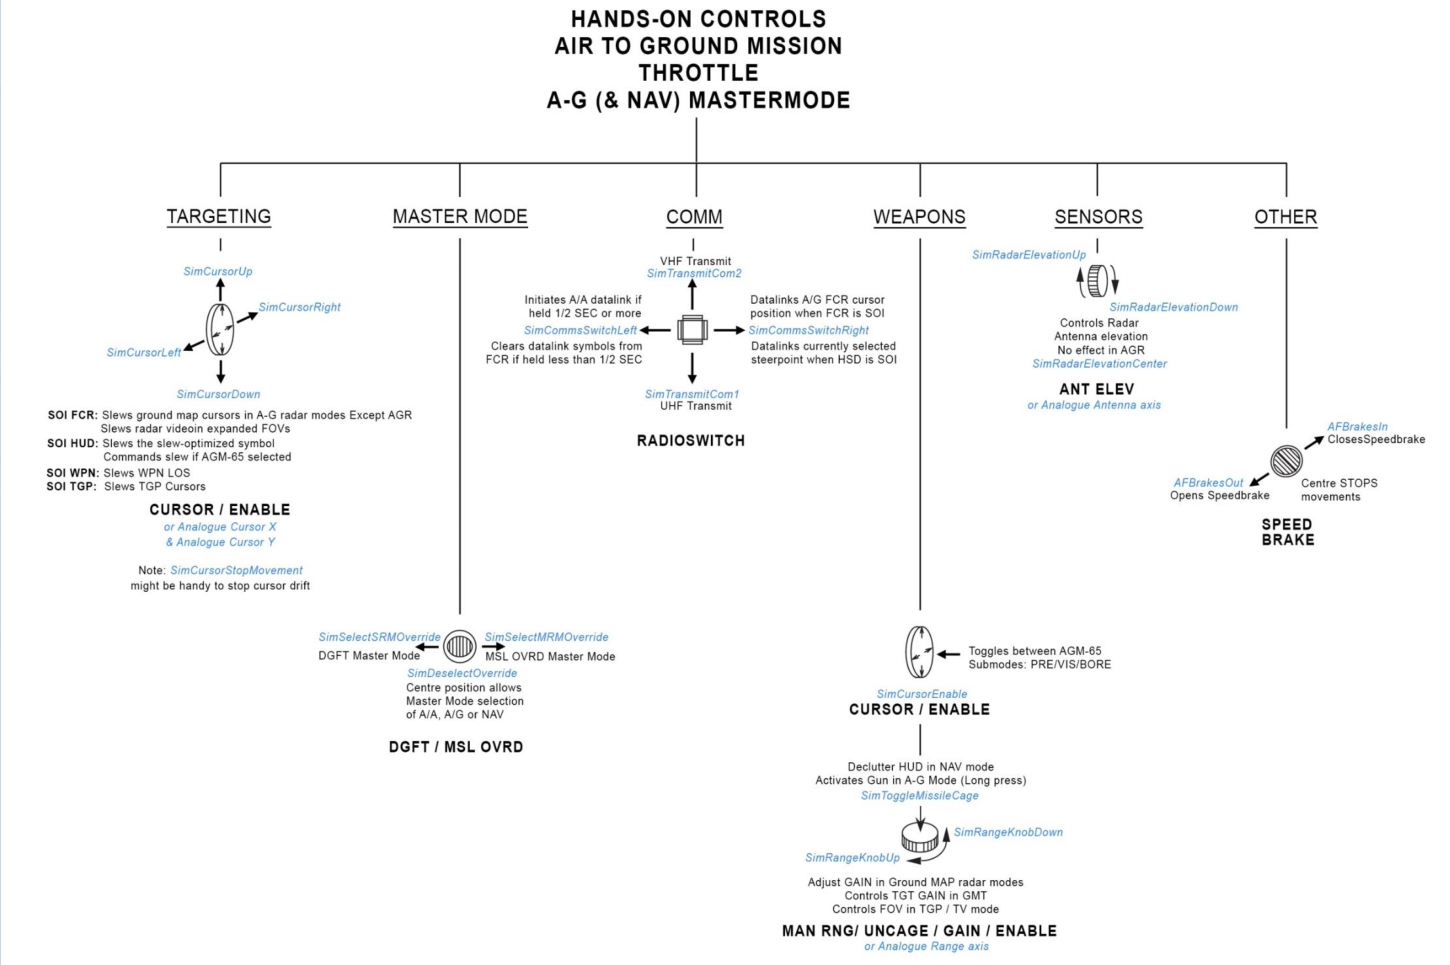 HANDS-ON CONTROLS
AIR TO GROUND MISSION
THROTTLE
A-G (& NAV) MASTERMODE
TARGETING
SimCursorUp
SimCursorRight
SimCursorLeft
SimCursorDown
SOI FCR: Slews ground map cursors in A-G radar modes Except AGR
Slews radar videoin expanded FOVs
SOI HUD: Slews the slew-optimized symbol
Commands slew if AGM-65 selected
SOI WPN: Slews WPN LOS
SOI TGP: Slews TGP Cursors
CURSOR / ENABLE
or Analogue Cursor X
& Analogue Cursor Y
Note: SimCursorStopMovement
might be handy to stop cursor drift
MASTER MODE
SimSelectSRMOverride
DGFT Master Mode
SimSelectMRMOverride
MSL OVRD Master Mode
SimDeselectOverride
Centre position allows
Master Mode selection
of A/A, A/G or NAV
DGFT / MSL OVRD
COMM
VHF Transmit
SimTransmitCom2
Initiates A/A datalink if
held 1/2 SEC or more
SimCommsSwitchLeft
Clears datalink symbols from
FCR if held less than 1/2 SEC
Datalinks A/G FCR cursor
position when FCR is SOI
SimCommsSwitchRight
Datalinks currently selected
steerpoint when HSD is SOI
SimTransmitCom1
UHF Transmit
RADIOSWITCH
WEAPONS
Toggles between AGM-65
Submodes: PRE/VIS/BORE
SimCursorEnable
CURSOR / ENABLE
Declutter HUD in NAV mode
Activates Gun in A-G Mode (Long press)
SimToggleMissileCage
SimRangeKnobDown
SimRangeKnobUp
Adjust GAIN in Ground MAP radar modes
Controls TGT GAIN in GMT
Controls FOV in TGP / TV mode
MAN RNG/ UNCAGE / GAIN / ENABLE
or Analogue Range axis
SENSORS
SimRadarElevationUp
SimRadarElevationDown
Controls Radar
Antenna elevation
No effect in AGR
SimRadarElevationCenter
ANT ELEV
or Analogue Antenna axis
OTHER
AFBrakesIn
ClosesSpeedbrake
AFBrakesOut
Opens Speedbrake
Centre STOPS
movements
SPEED
BRAKE